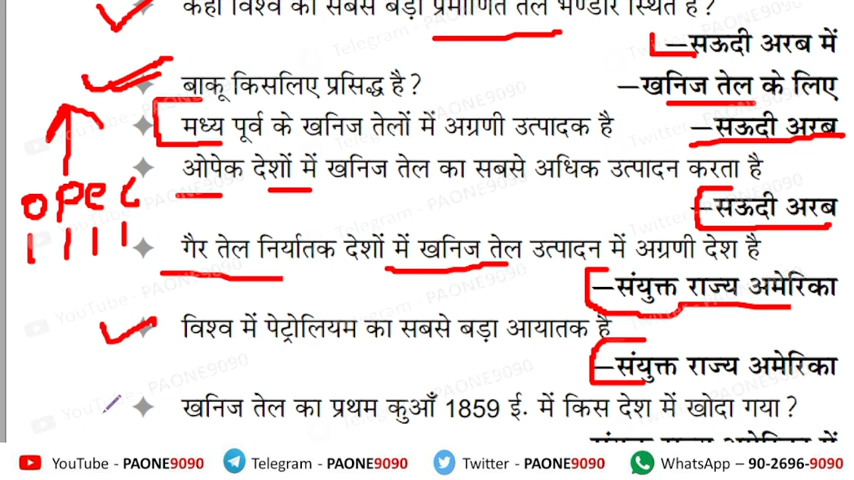 कहाँ विश्व का सबसे बड़ा प्रमाणित तेल भण्डार स्थित है?
–सऊदी अरब में
बाकू किसलिए प्रसिद्ध है? –खनिज तेल के लिए
मध्य पूर्व के खनिज तेलों में अग्रणी उत्पादक है –सऊदी अरब
ओपेक देशों में खनिज तेल का सबसे अधिक उत्पादन करता है
–सऊदी अरब
OPEC
गैर तेल निर्यातक देशों में खनिज तेल उत्पादन में अग्रणी देश है
–संयुक्त राज्य अमेरिका
विश्व में पेट्रोलियम का सबसे बड़ा आयातक है
–संयुक्त राज्य अमेरिका
खनिज तेल का प्रथम कुआँ 1859 ई. में किस देश में खोदा गया?
संयुक्त राज्य अमेरिका में
YouTube - PAONE9090 Telegram - PAONE9090 Twitter - PAONE9090 WhatsApp – 90-2696-9090